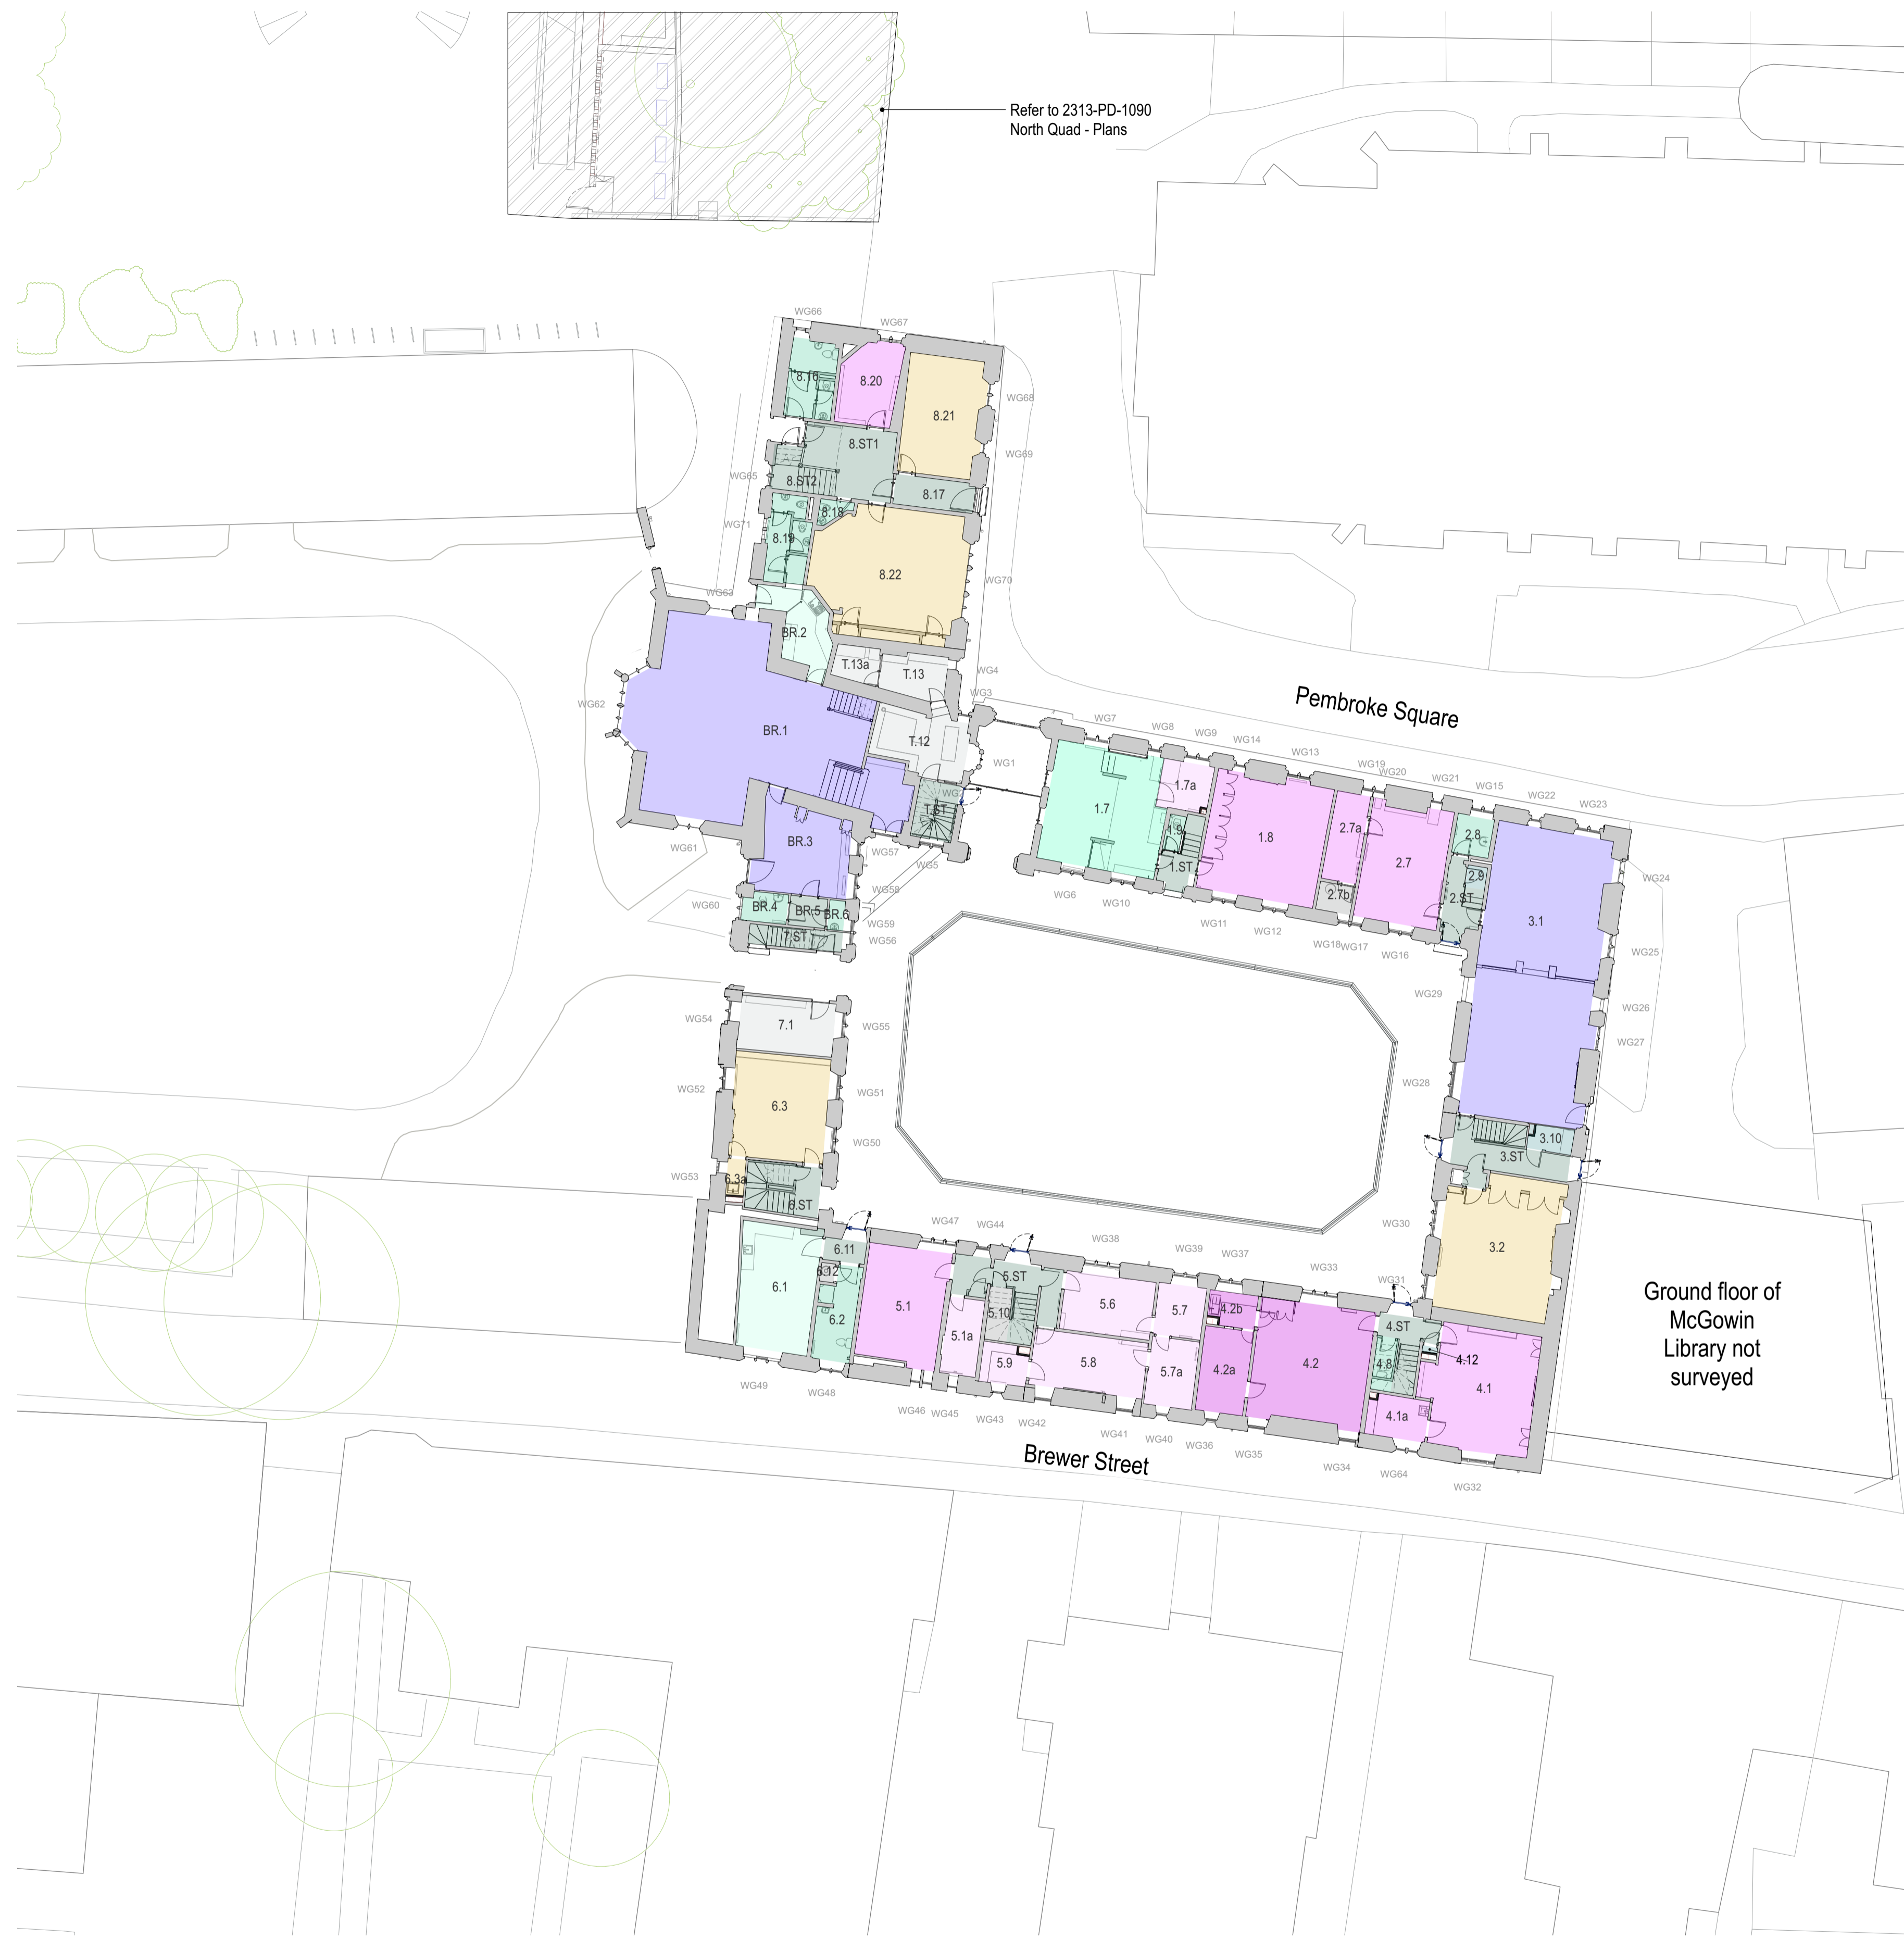 Refer to 2313-PD-1090
North Quad - Plans
WG66
WG67
8.16
8.20
8.21
WG68
8.ST1
WG69
WG65
8.ST2
8.17
8.18
WG71
8.19
8.22
WG70
WG63
BR.2
T.13a
T.13
WG4
WG3
WG62
BR.1
T.12
WG1
WG2
T.ST
Pembroke Square
WG7
WG8
WG9
WG14
WG13
WG19
WG20
WG21
WG15
WG22
WG23
1.7
1.7a
1.8
1.9
1.ST
2.7a
2.7
2.7b
2.8
2.9
2.ST
3.1
WG24
WG61
BR.3
WG57
WG5
WG58
WG6
WG10
WG11
WG12
WG18
WG17
WG16
WG60
BR.4
BR.5
BR.6
WG59
7.ST
WG56
WG25
WG29
WG26
WG54
7.1
WG55
WG27
WG52
6.3
WG51
WG28
WG50
3.10
3.ST
WG53
6.3a
6.ST
WG47
WG44
WG38
WG39
WG37
WG33
WG31
WG30
3.2
6.11
6.12
6.1
6.2
5.1
5.1a
5.ST
5.10
5.9
5.6
5.7
5.8
5.7a
4.2b
4.2a
4.2
4.ST
4.8
4.12
4.1
4.1a
Ground floor of
McGowin
Library not
surveyed
WG49
WG48
WG46
WG45
WG43
WG42
WG41
WG40
WG36
WG35
WG34
WG64
WG32
Brewer Street